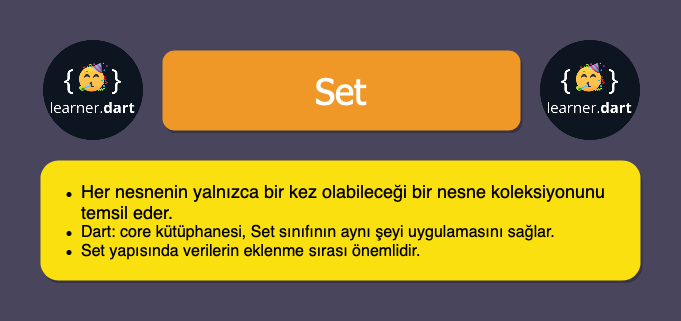 {🥳}
learner.dart
Set
{🥳}
learner.dart
• Her nesnenin yalnızca bir kez olabileceği bir nesne koleksiyonunu
temsil eder.
• Dart: core kütüphanesi, Set sınıfının aynı şeyi uygulamasını sağlar.
• Set yapısında verilerin eklenme sırası önemlidir.